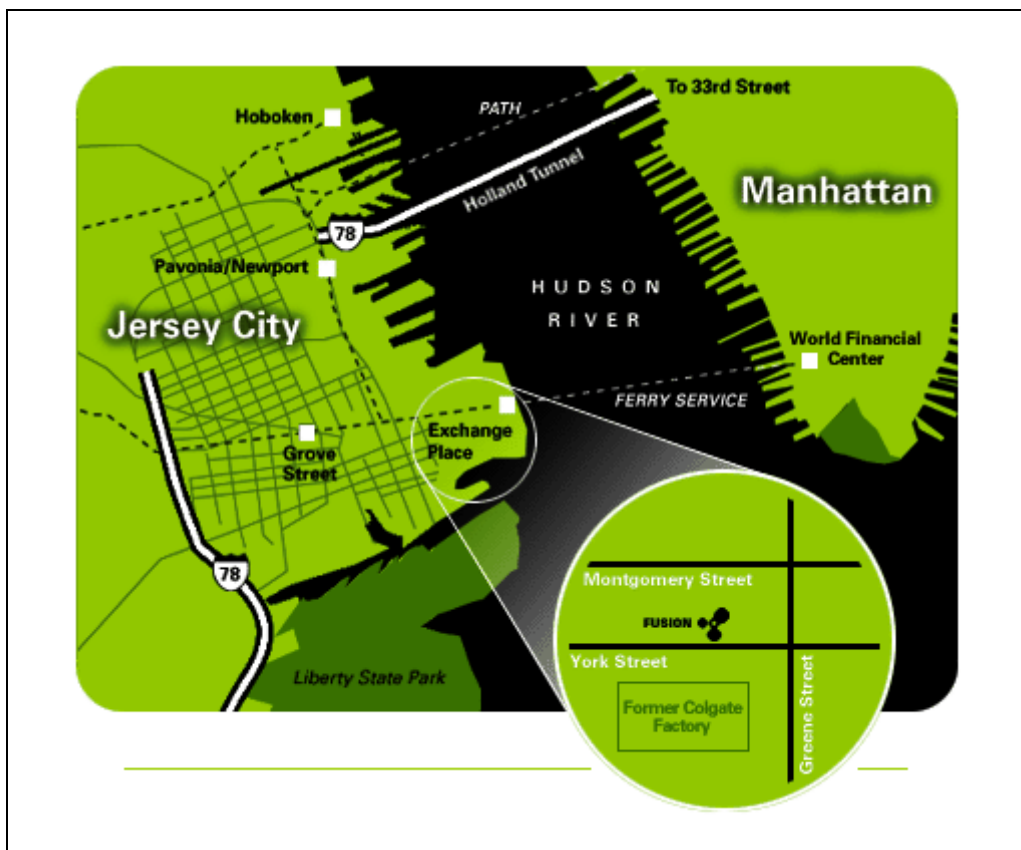 To 33rd Street
PATH
Hoboken
Holland Tunnel
Manhattan
78
Pavonia/Newport
HUDSON
RIVER
Jersey City
World Financial
Center
FERRY SERVICE
Exchange
Place
Grove
Street
78
Montgomery Street
FUSION
York Street
Liberty State Park
Former Colgate
Factory
Greene Street